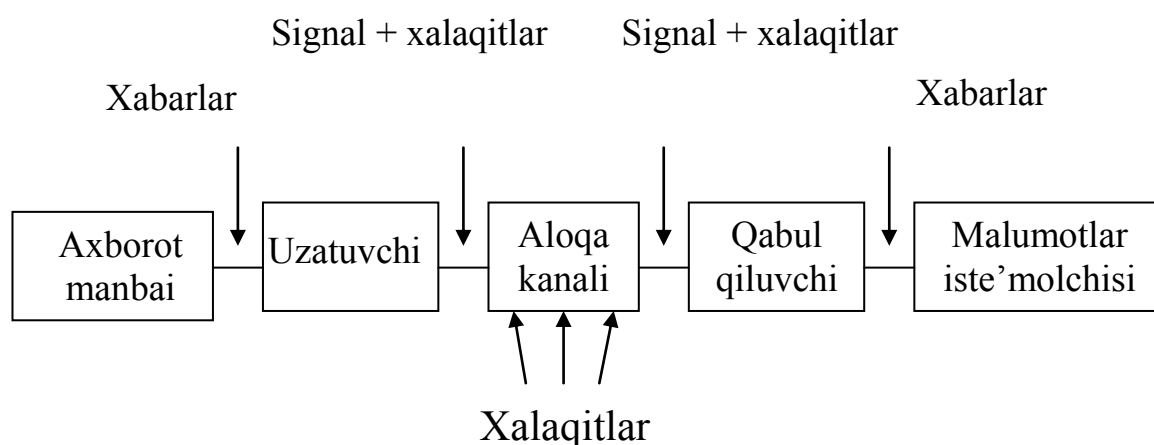 Signal + xalaqitlar
Signal + xalaqitlar
Xabarlar
Xabarlar
Axborot
manbai
Uzatuvchi
Aloqa
kanali
Qabul
qiluvchi
Malumotlar
iste’molchisi
Xalaqitlar